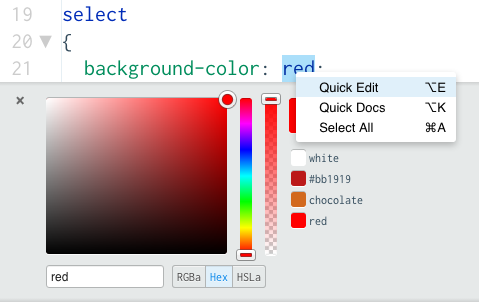 19 select
20 ▼ {
21 background-color: red;
Quick Edit ⌥E
Quick Docs ⌥K
Select All ⌘A
×
white
#bb1919
chocolate
red
red
RGBa Hex HSLa